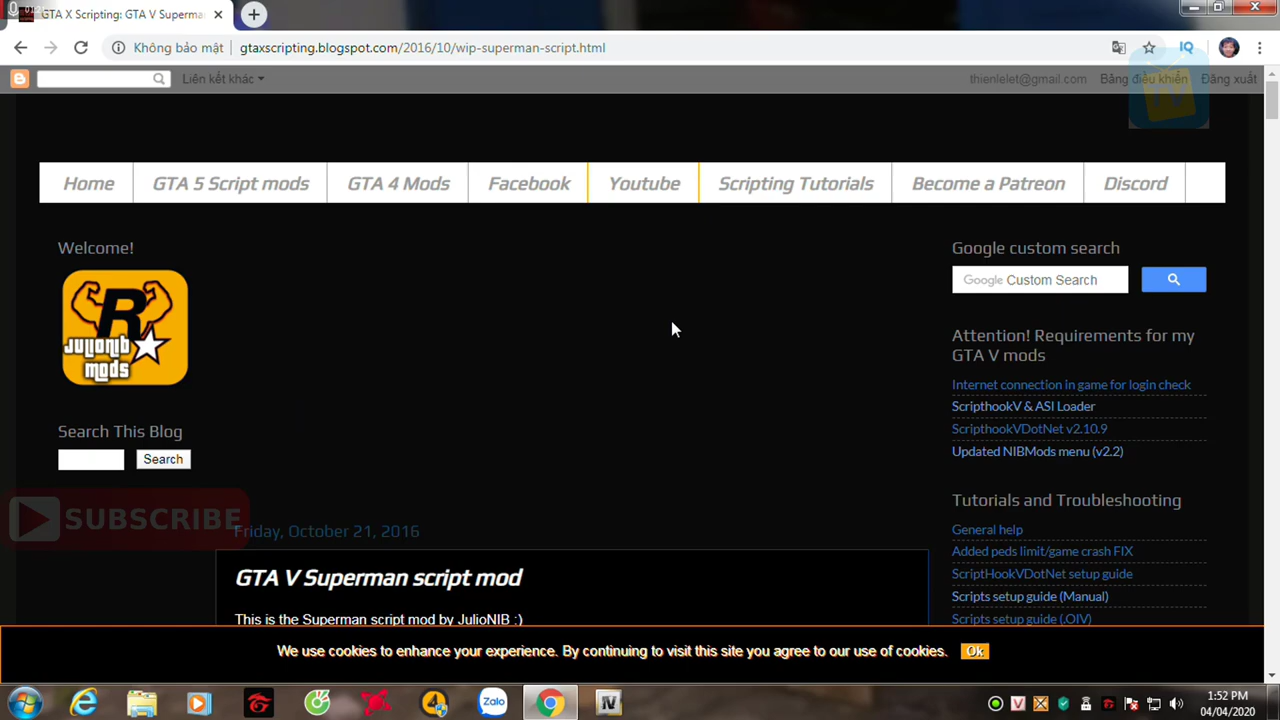 GTA X Scripting: GTA V Superma
Không bảo mật
gtaxscripting.blogspot.com/2016/10/wip-superman-script.html
IQ
Liên kết khác
thienlelet@gmail.com Bảng điều khiển Đăng xuất
TV
Home GTA 5 Script mods GTA 4 Mods Facebook Youtube Scripting Tutorials Become a Patreon Discord
Welcome!
R
JULIONIB
MODS
Search This Blog
Search
SUBSCRIBE
Friday, October 21, 2016
GTA V Superman script mod
This is the Superman script mod by JulioNIB ;)
Google custom search
Google Custom Search
Attention! Requirements for my
GTA V mods
Internet connection in game for login check
ScripthookV & ASI Loader
ScripthookVDotNet v2.10.9
Updated NIBMods menu (v2.2)
Tutorials and Troubleshooting
General help
Added peds limit/game crash FIX
ScriptHookVDotNet setup guide
Scripts setup guide (Manual)
Scripts setup guide (.OIV)
We use cookies to enhance your experience. By continuing to visit this site you agree to our use of cookies. Ok
Zalo
1:52 PM
04/04/2020